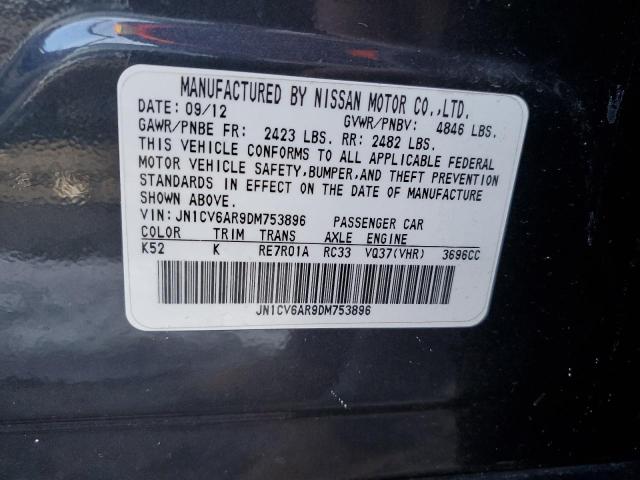 MANUFACTURED BY NISSAN MOTOR CO.,LTD.
DATE: 09/12 GVWR/PNBV: 4846 LBS.
GAWR/PNBE FR: 2423 LBS. RR: 2482 LBS.
THIS VEHICLE CONFORMS TO ALL APPLICABLE FEDERAL
MOTOR VEHICLE SAFETY, BUMPER, AND THEFT PREVENTION
STANDARDS IN EFFECT ON THE DATE OF MANUFACTURE
SHOWN ABOVE.
VIN: JN1CV6AR9DM753896 PASSENGER CAR
COLOR TRIM TRANS AXLE ENGINE
K52 K RE7R01A RC33 VQ37(VHR) 3696CC
JN1CV6AR9DM753896